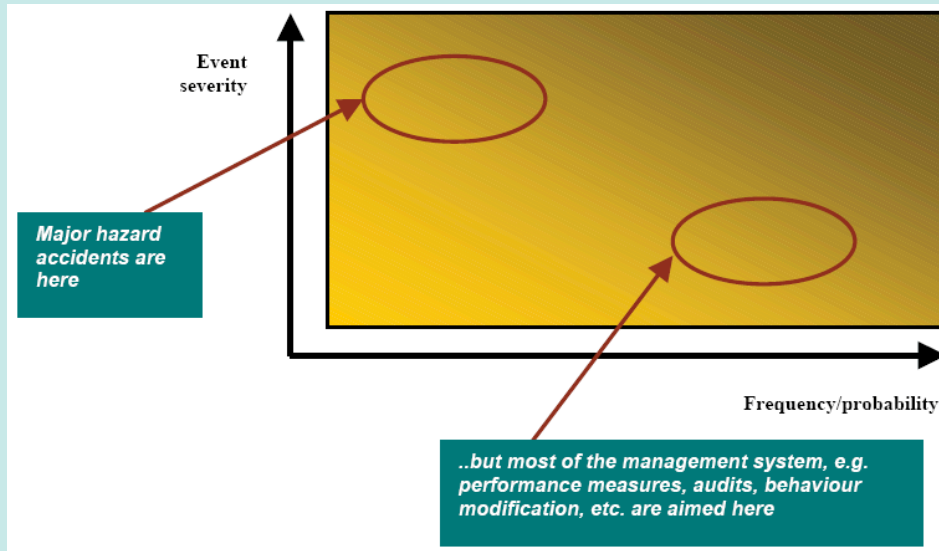 Event
severity
Major hazard
accidents are
here
Frequency/probability
..but most of the management system, e.g.
performance measures, audits, behaviour
modification, etc. are aimed here